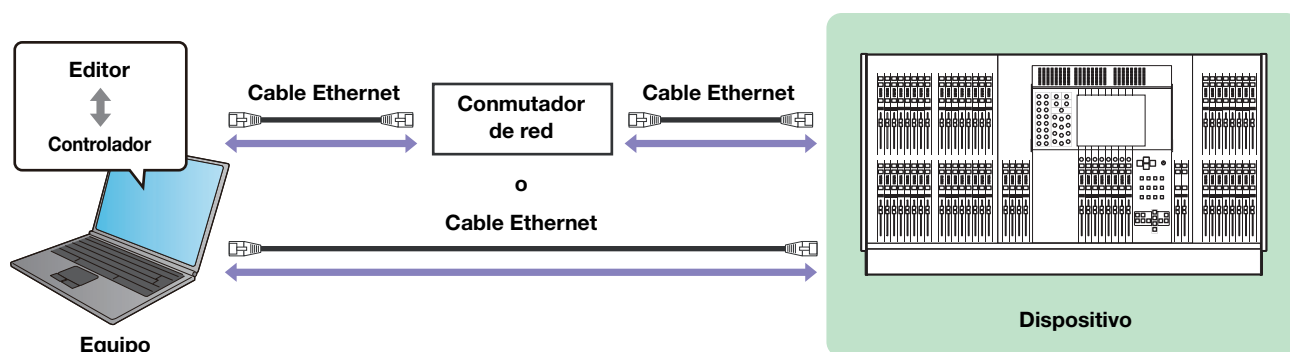 Editor
Controlador
Cable Ethernet
Conmutador
de red
Cable Ethernet
o
Cable Ethernet
Equipo
Dispositivo